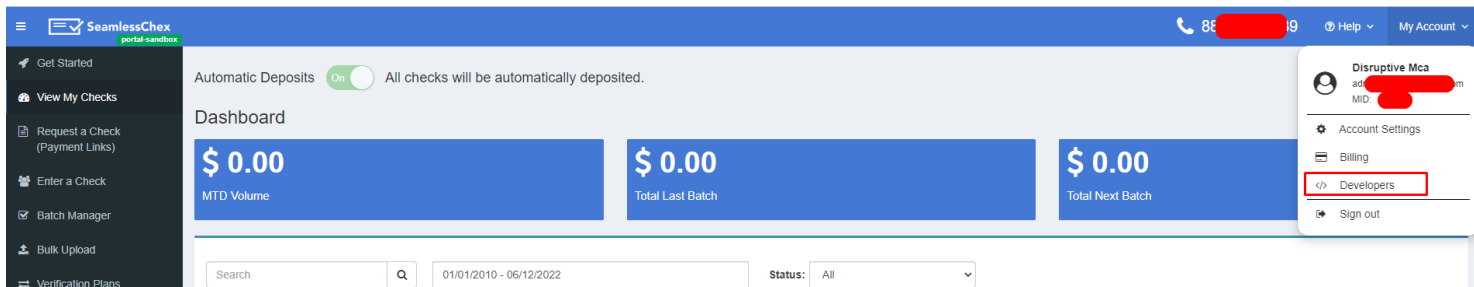 SeamlessChex
portal-sandbox
88 9
Help
My Account
Get Started
View My Checks
Request a Check
(Payment Links)
Enter a Check
Batch Manager
Bulk Upload
Verification Plans
Automatic Deposits On All checks will be automatically deposited.
Dashboard
$ 0.00
MTD Volume
$ 0.00
Total Last Batch
$ 0.00
Total Next Batch
Search
01/01/2010 - 06/12/2022
Status: All
Disruptive Mca
MID:
Account Settings
Billing
</> Developers
Sign out